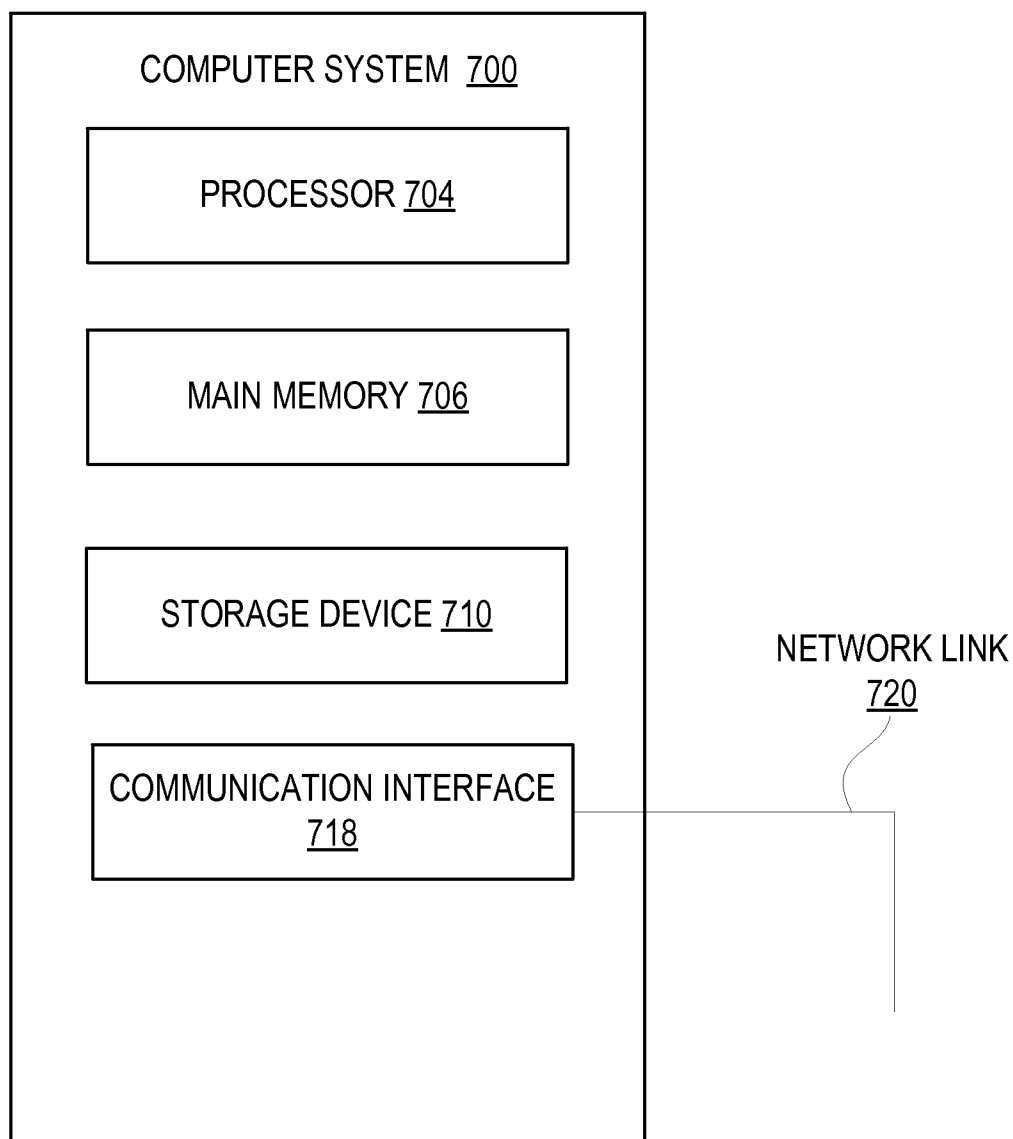 COMPUTER SYSTEM 700
PROCESSOR 704
MAIN MEMORY 706
STORAGE DEVICE 710
NETWORK LINK
720
COMMUNICATION INTERFACE
718